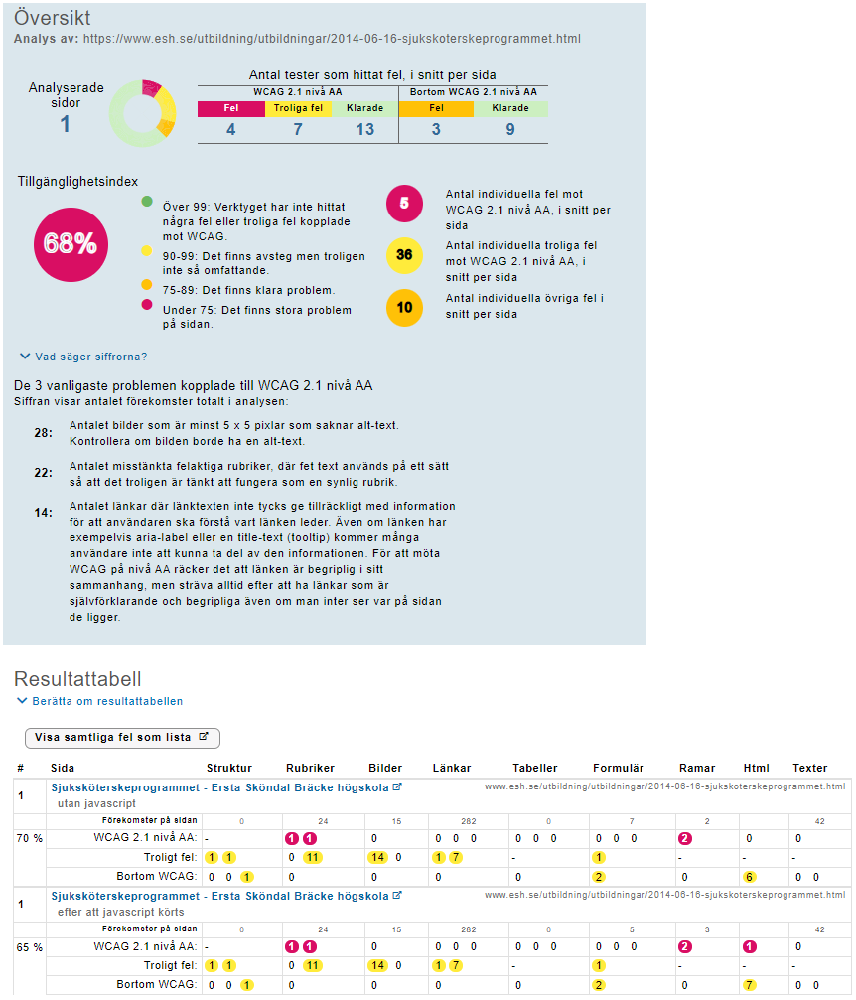 Översikt
Analys av: https://www.esh.se/utbildning/utbildningar/2014-06-16-sjukskoterskeprogrammet.html
Analyserade
sidor
1
Antal tester som hittat fel, i snitt per sida
WCAG 2.1 nivå AA Bortom WCAG 2.1 nivå AA
Fel Troliga fel Klarade Fel Klarade
4 7 13 3 9
Tillgänglighetsindex
68%
Över 99: Verktyget har inte hittat
några fel eller troliga fel kopplade
mot WCAG.
90-99: Det finns avsteg men troligen
inte så omfattande.
75-89: Det finns klara problem.
Under 75: Det finns stora problem
på sidan.
5
Antal individuella fel mot
WCAG 2.1 nivå AA, i snitt per
sida
36
Antal individuella troliga fel
mot WCAG 2.1 nivå AA, i
snitt per sida
10
Antal individuella övriga fel i
snitt per sida
Vad säger siffrorna?
De 3 vanligaste problemen kopplade till WCAG 2.1 nivå AA
Siffran visar antalet förekomster totalt i analysen:
28: Antalet bilder som är minst 5 x 5 pixlar som saknar alt-text.
Kontrollera om bilden borde ha en alt-text.
22: Antalet misstänkta felaktiga rubriker, där fet text används på ett sätt
så att det troligen är tänkt att fungera som en synlig rubrik.
14: Antalet länkar där länktexten inte tycks ge tillräckligt med information
för att användaren ska förstå vart länken leder. Även om länken har
exempelvis aria-label eller en title-text (tooltip) kommer många
användare inte att kunna ta del av den informationen. För att möta
WCAG på nivå AA räcker det att länken är begriplig i sitt
sammanhang, men sträva alltid efter att ha länkar som är
självförklarande och begripliga även om man inter ser var på sidan
de ligger.
Resultattabell
Berätta om resultattabellen
Visa samtliga fel som lista
# Sida Struktur Rubriker Bilder Länkar Tabeller Formulär Ramar Html Texter
1 Sjuksköterskeprogrammet - Ersta Sköndal Bräcke högskola www.esh.se/utbildning/utbildningar/2014-06-16-sjukskoterskeprogrammet.html
utan javascript
Förekomster på sidan 0 24 15 282 0 7 2 42
70 % WCAG 2.1 nivå AA: - 1 1 0 0 0 0 0 0 0 0 2 0 0
Troligt fel: 1 1 0 11 14 0 1 7 - 1 - - -
Bortom WCAG: 0 0 1 0 0 0 0 2 0 6 0 0
1 Sjuksköterskeprogrammet - Ersta Sköndal Bräcke högskola www.esh.se/utbildning/utbildningar/2014-06-16-sjukskoterskeprogrammet.html
efter att javascript körts
Förekomster på sidan 0 24 15 282 0 5 3 42
65 % WCAG 2.1 nivå AA: - 1 1 0 0 0 0 0 0 0 0 2 1 0
Troligt fel: 1 1 0 11 14 0 1 7 - 1 - - -
Bortom WCAG: 0 0 1 0 0 0 0 2 0 7 0 0